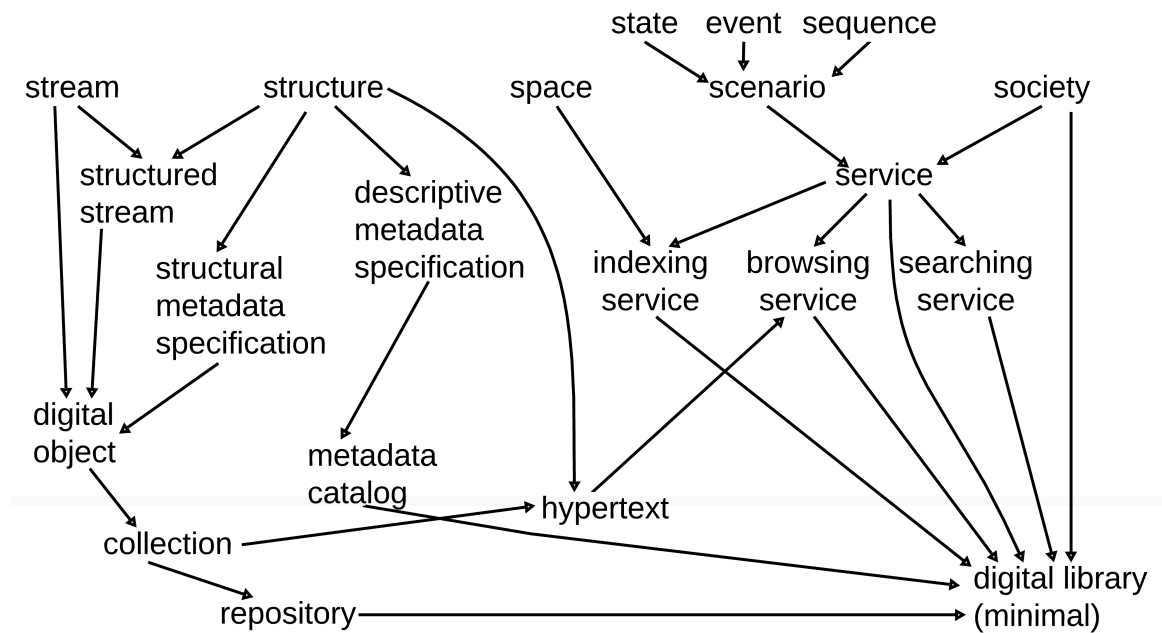 state event sequence
stream structure space scenario society
structured
stream
descriptive
metadata
specification
service
structural
metadata
specification
indexing
service
browsing
service
searching
service
digital
object
metadata
catalog
hypertext
collection
repository
digital library
(minimal)